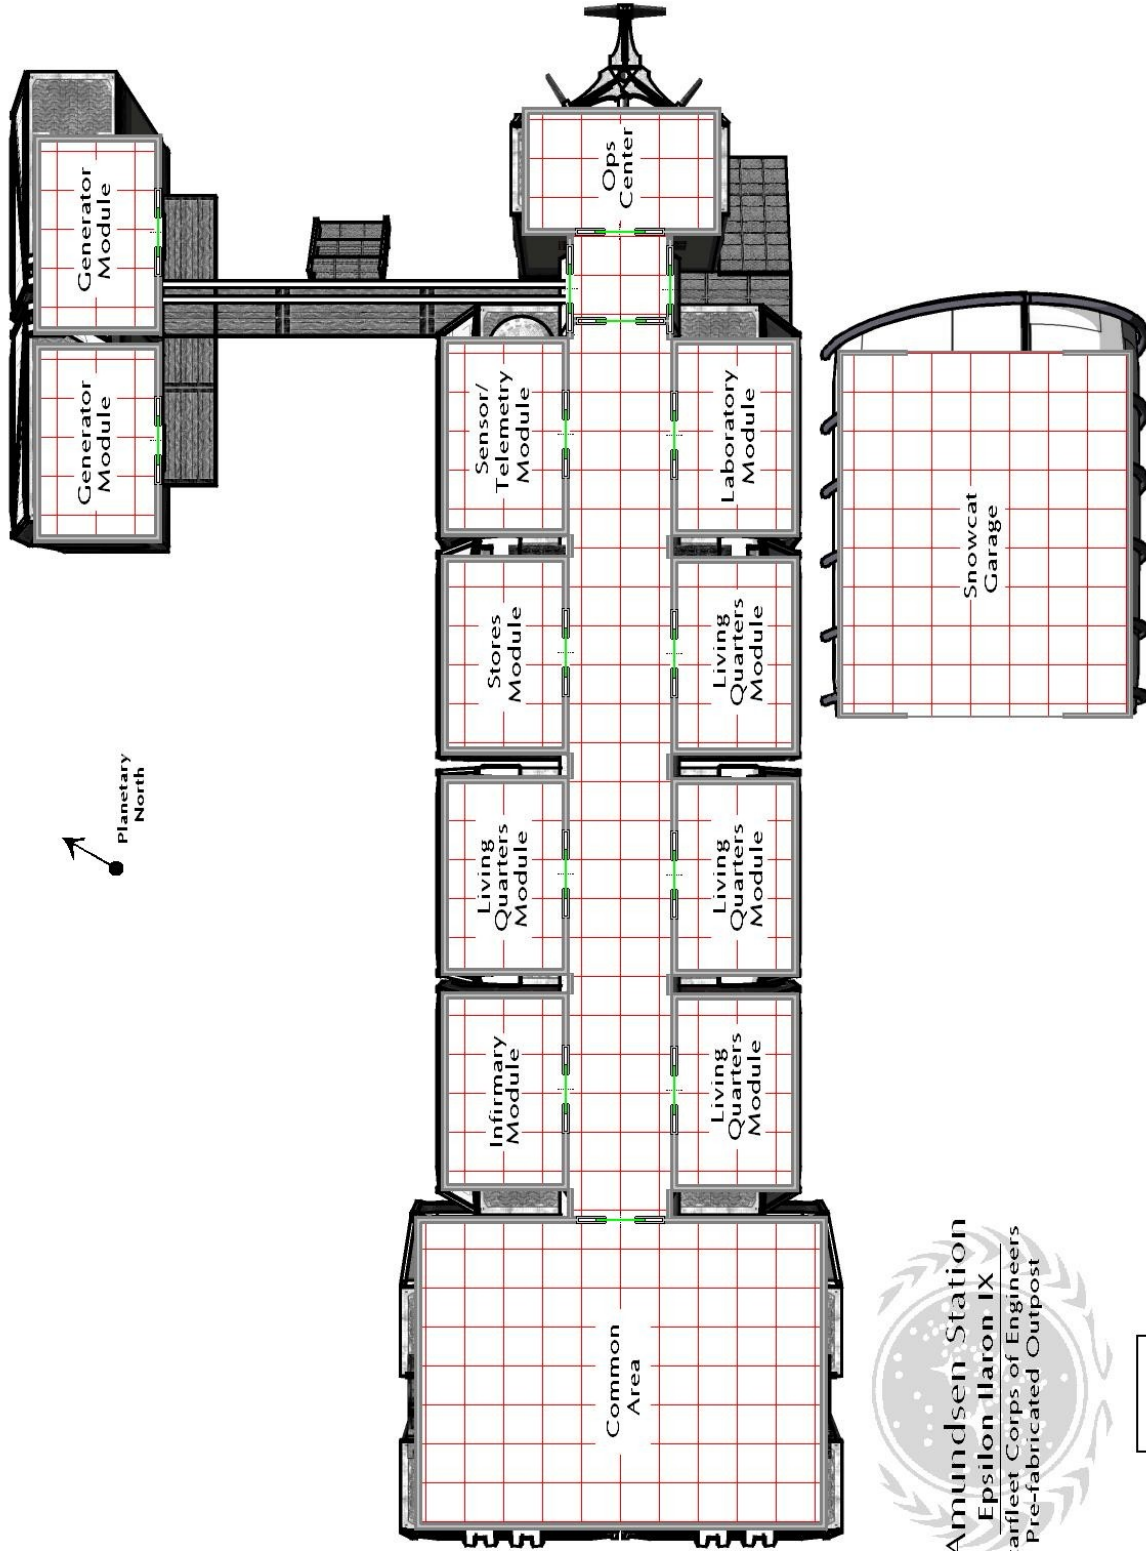 Generator
Module
Generator
Module
Planetary
North
Infirmary
Module
Living
Quarters
Module
Stores
Module
Sensor/
Telemetry
Module
Common
Area
Ops
Center
Living
Quarters
Module
Living
Quarters
Module
Living
Quarters
Module
Laboratory
Module
Snowcat
Garage
Amundsen Station
Epsilon Ilaron IX
arfleet Corps of Engineers
Pre-fabricated Outpost